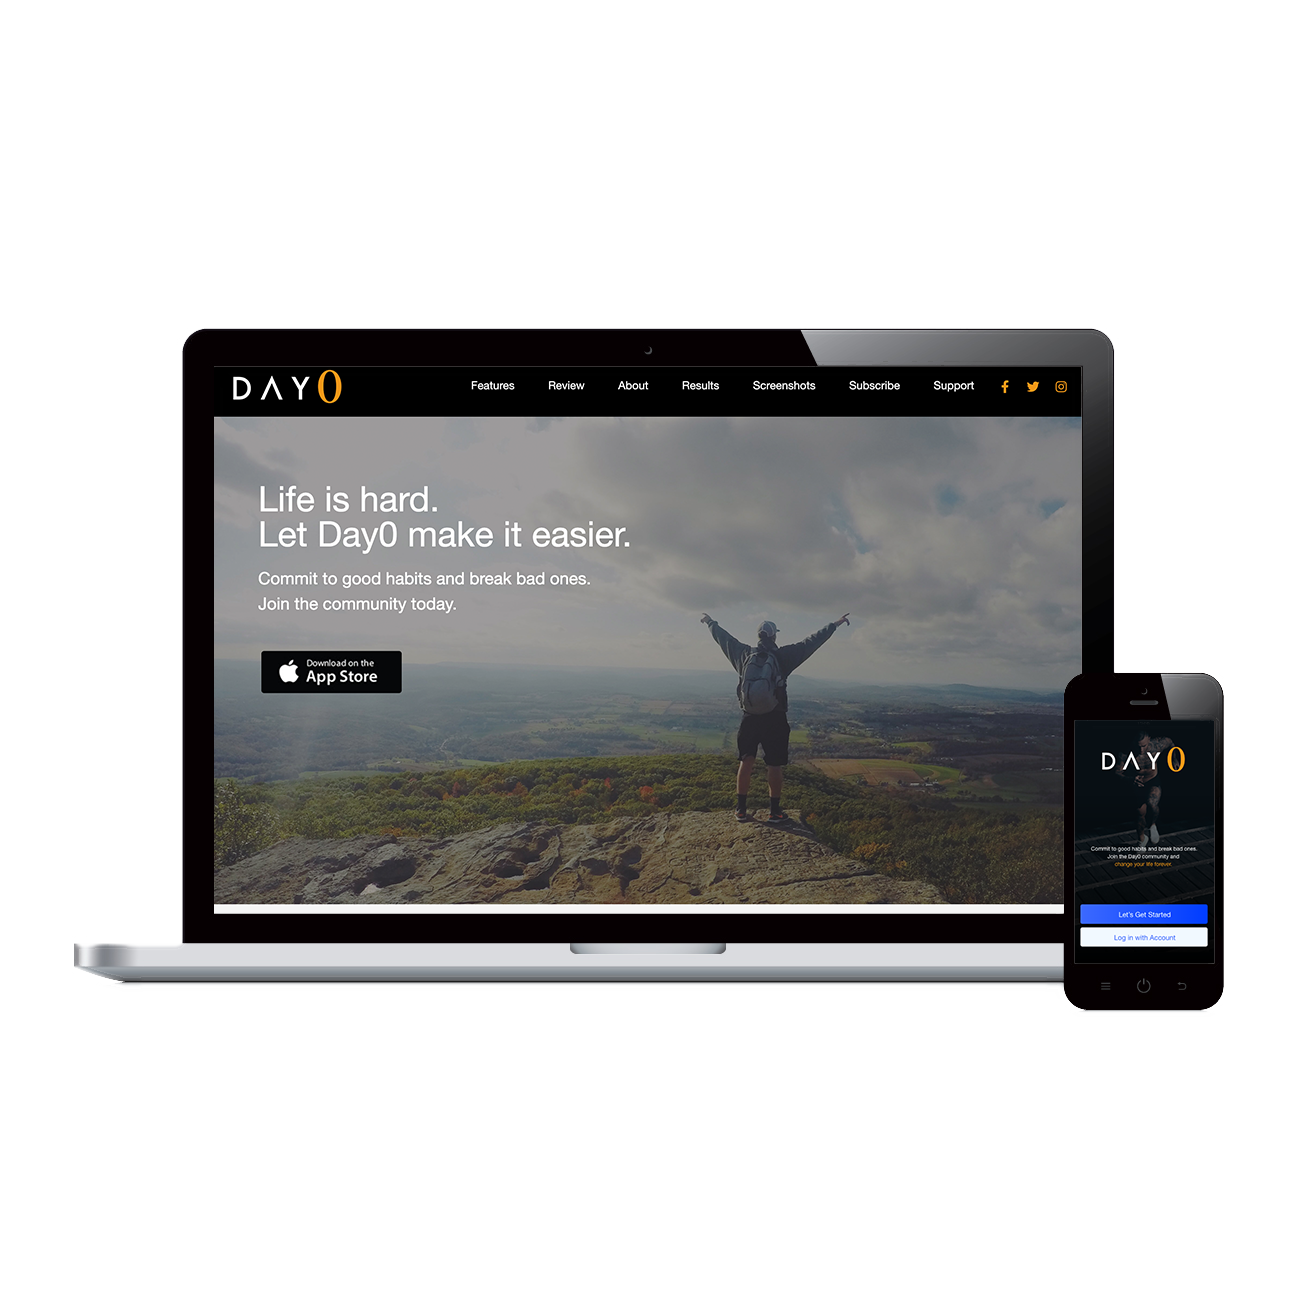 DAY0
Features Review About Results Screenshots Subscribe Support
Life is hard.
Let Day0 make it easier.
Commit to good habits and break bad ones.
Join the community today.
Download on the
App Store
DAY0
Commit to good habits and break bad ones.
Join the Day0 community and
change your life forever.
Let's Get Started
Log in with Account